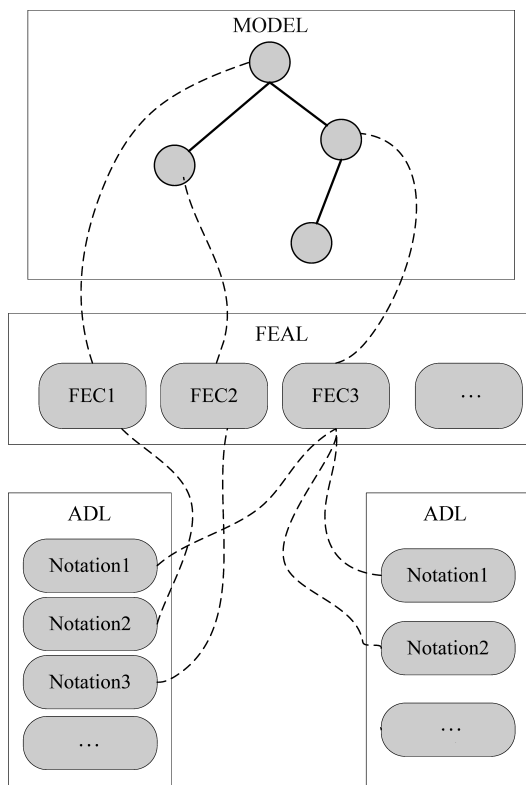 MODEL
FEAL
FEC1
FEC2
FEC3
...
ADL
Notation1
Notation2
Notation3
...
ADL
Notation1
Notation2
...